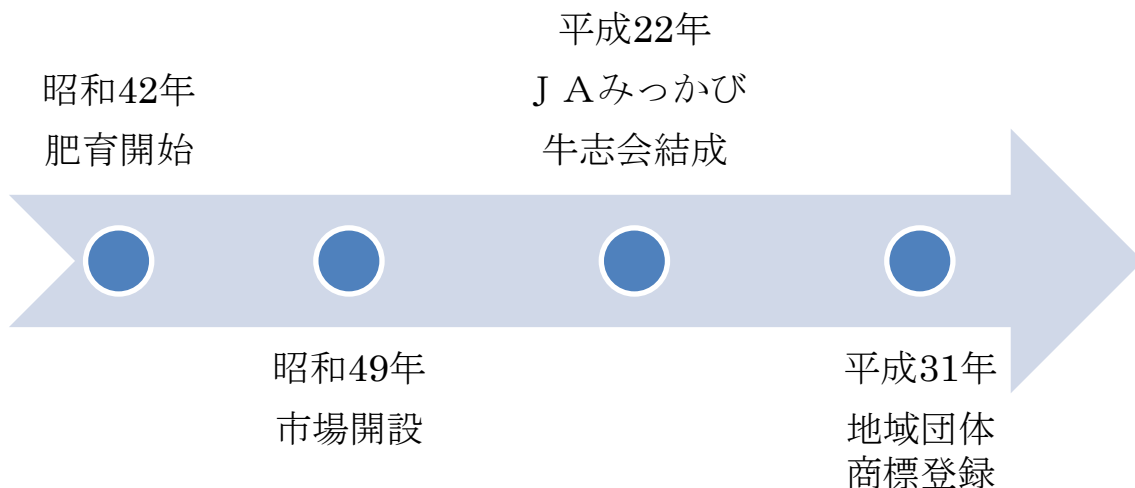 昭和42年
肥育開始
昭和49年
市場開設
平成22年
ＪＡみっかび
牛志会結成
平成31年
地域団体
商標登録